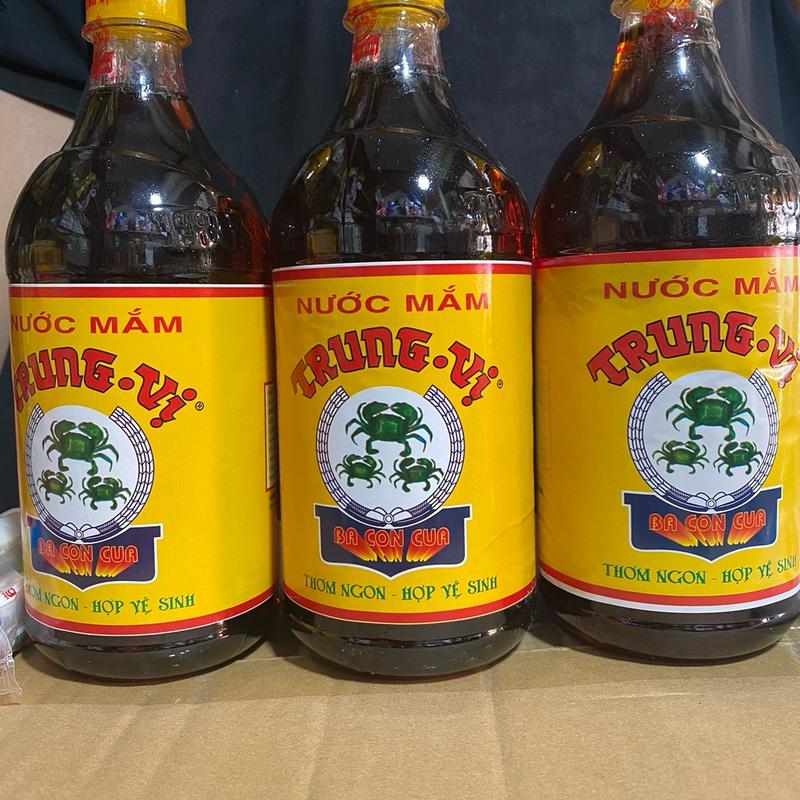 NƯỚC MẮM
TRUNG·VỊ®
BA CON CUA
THƠM NGON - HỢP VỆ SINH
NƯỚC MẮM
TRUNG·VỊ®
BA CON CUA
THƠM NGON - HỢP VỆ SINH
NƯỚC MẮM
TRUNG·VỊ
BA CON CUA
THƠM NGON - HỢP VỆ SINH